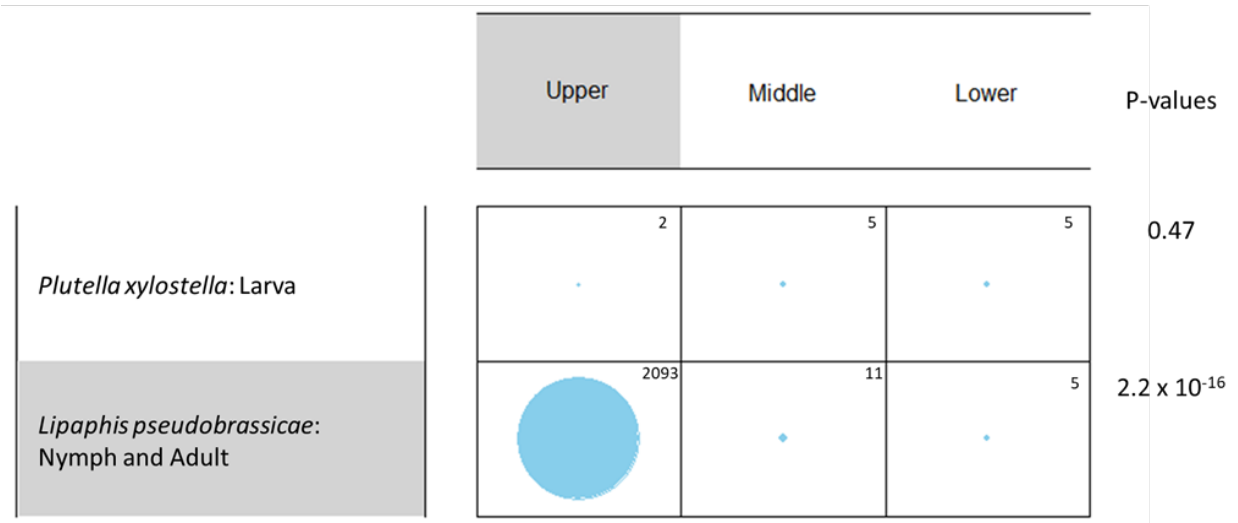 Upper Middle Lower P-values
2 5 5 0.47
Plutella xylostella: Larva
2093 11 5 2.2 x 10⁻¹⁶
Lipaphis pseudobrassicae:
Nymph and Adult